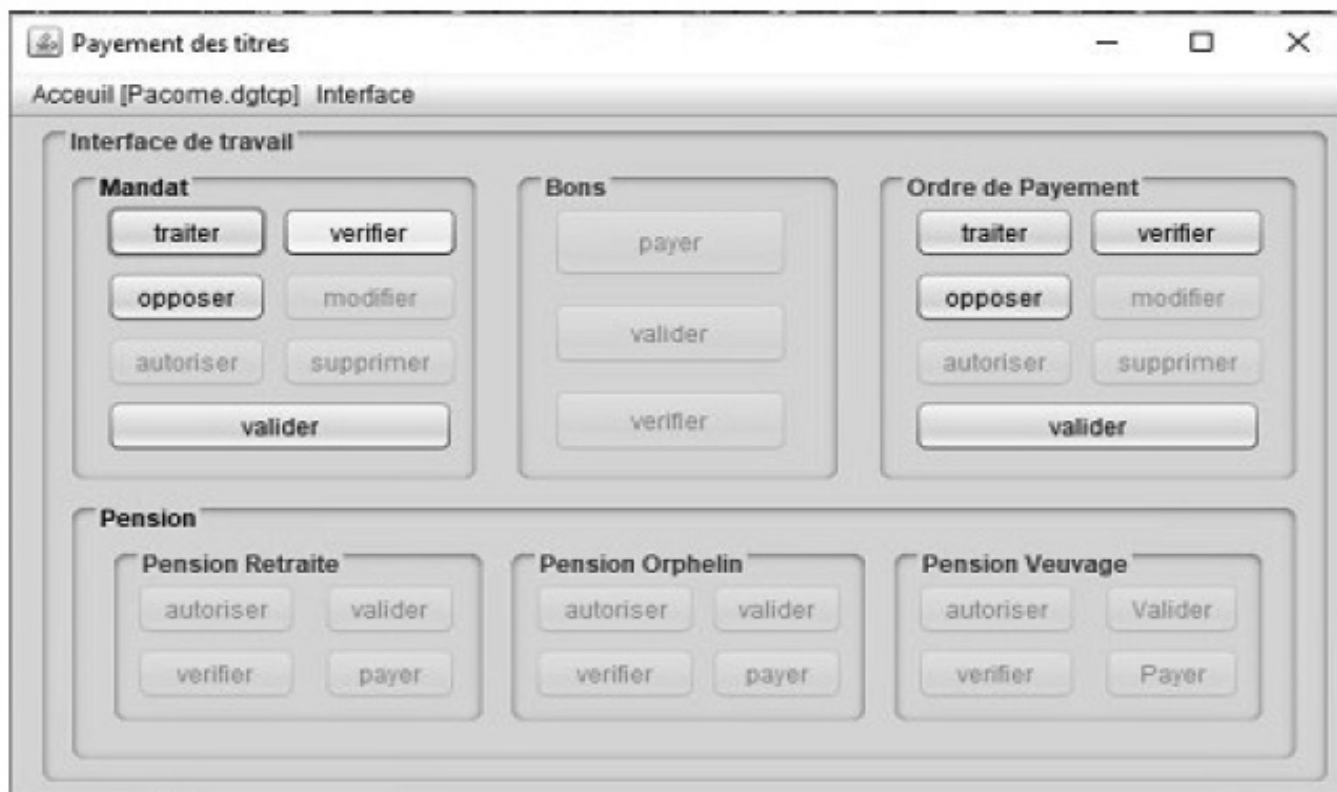 Payement des titres
Acceuil [Pacome.dgtcp] Interface
Interface de travail
Mandat
traiter verifier
opposer modifier
autoriser supprimer
valider
Bons
payer
valider
verifier
Ordre de Payement
traiter verifier
opposer modifier
autoriser supprimer
valider
Pension
Pension Retraite
autoriser valider
verifier payer
Pension Orphelin
autoriser valider
verifier payer
Pension Veuvage
autoriser Valider
verifier Payer